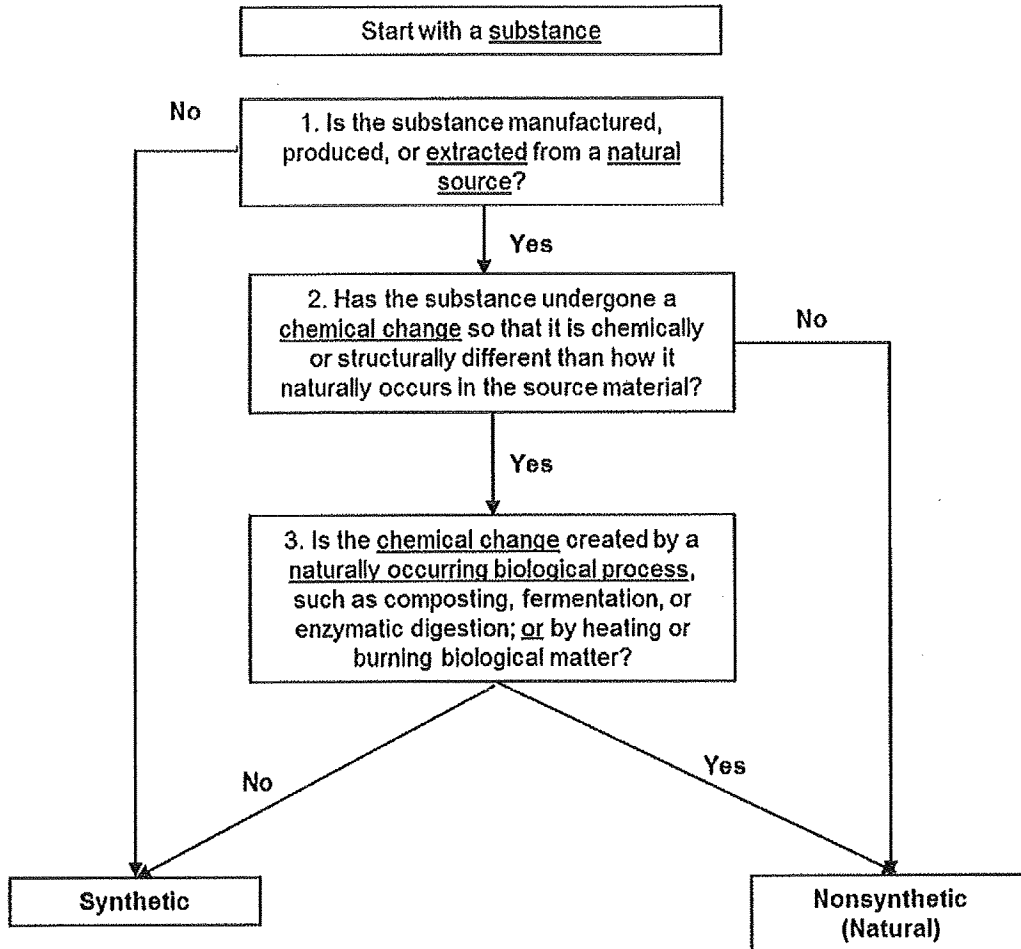 Start with a substance
No
1. Is the substance manufactured,
produced, or extracted from a natural
source?
Yes
2. Has the substance undergone a
chemical change so that it is chemically
or structurally different than how it
naturally occurs in the source material?
No
Yes
3. Is the chemical change created by a
naturally occurring biological process,
such as composting, fermentation, or
enzymatic digestion; or by heating or
burning biological matter?
No
Yes
Synthetic
Nonsynthetic
(Natural)